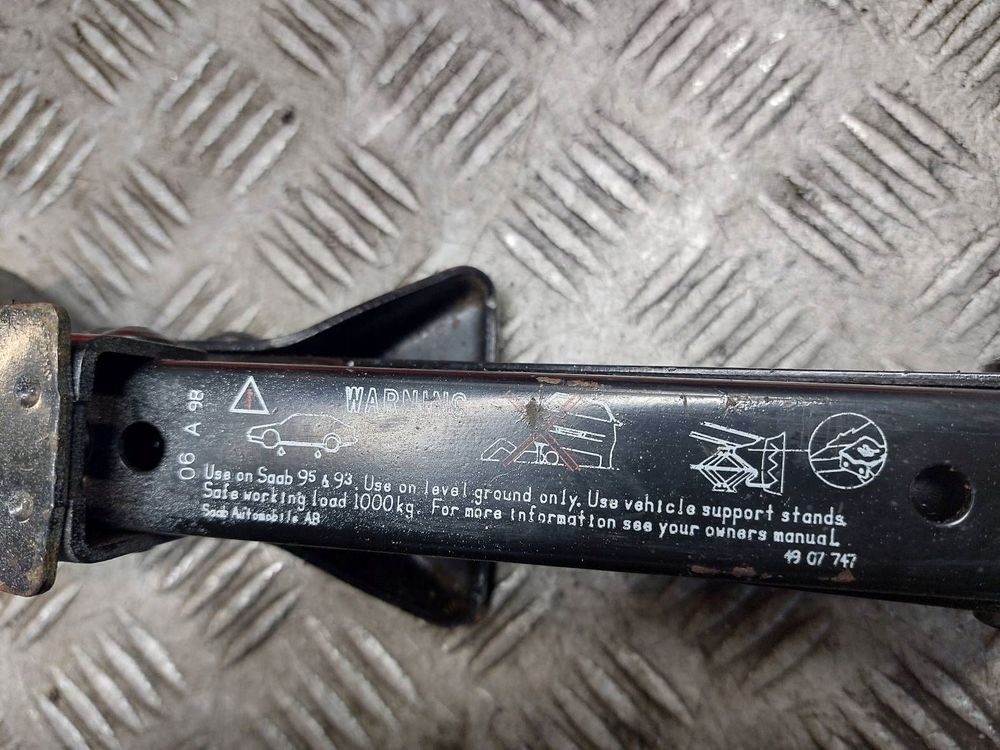 WARNING
06 A 98
Use on Saab 95 & 93. Use on level ground only. Use vehicle support stands.
Safe working load 1000kg. For more information see your owners manual
Saab Automobile AB
49 07 747